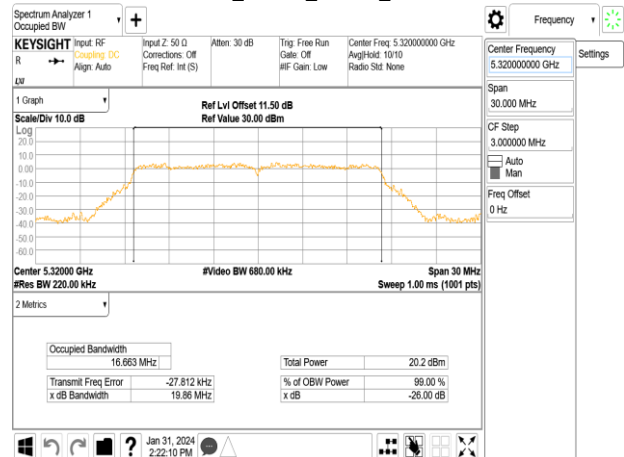 Spectrum Analyzer 1
Occupied BW
Frequency
KEYSIGHT Input: RF Input Z: 50 Ω Atten: 30 dB Trig: Free Run Center Freq: 5.320000000 GHz
R Coupling: DC Corrections: Off Gate: Off Avg|Hold: 10/10
Align: Auto Freq Ref: Int (S) #IF Gain: Low Radio Std: None
LXI
Center Frequency
5.320000000 GHz
Settings
Span
30.000 MHz
CF Step
3.000000 MHz
Auto
Man
Freq Offset
0 Hz
1 Graph
Ref Lvl Offset 11.50 dB
Scale/Div 10.0 dB Ref Value 30.00 dBm
Log
20.0
10.0
0.00
-10.0
-20.0
-30.0
-40.0
-50.0
-60.0
Center 5.32000 GHz #Video BW 680.00 kHz Span 30 MHz
#Res BW 220.00 kHz Sweep 1.00 ms (1001 pts)
2 Metrics
Occupied Bandwidth
16.663 MHz Total Power 20.2 dBm
Transmit Freq Error -27.812 kHz % of OBW Power 99.00 %
x dB Bandwidth 19.86 MHz x dB -26.00 dB
? Jan 31, 2024
2:22:10 PM